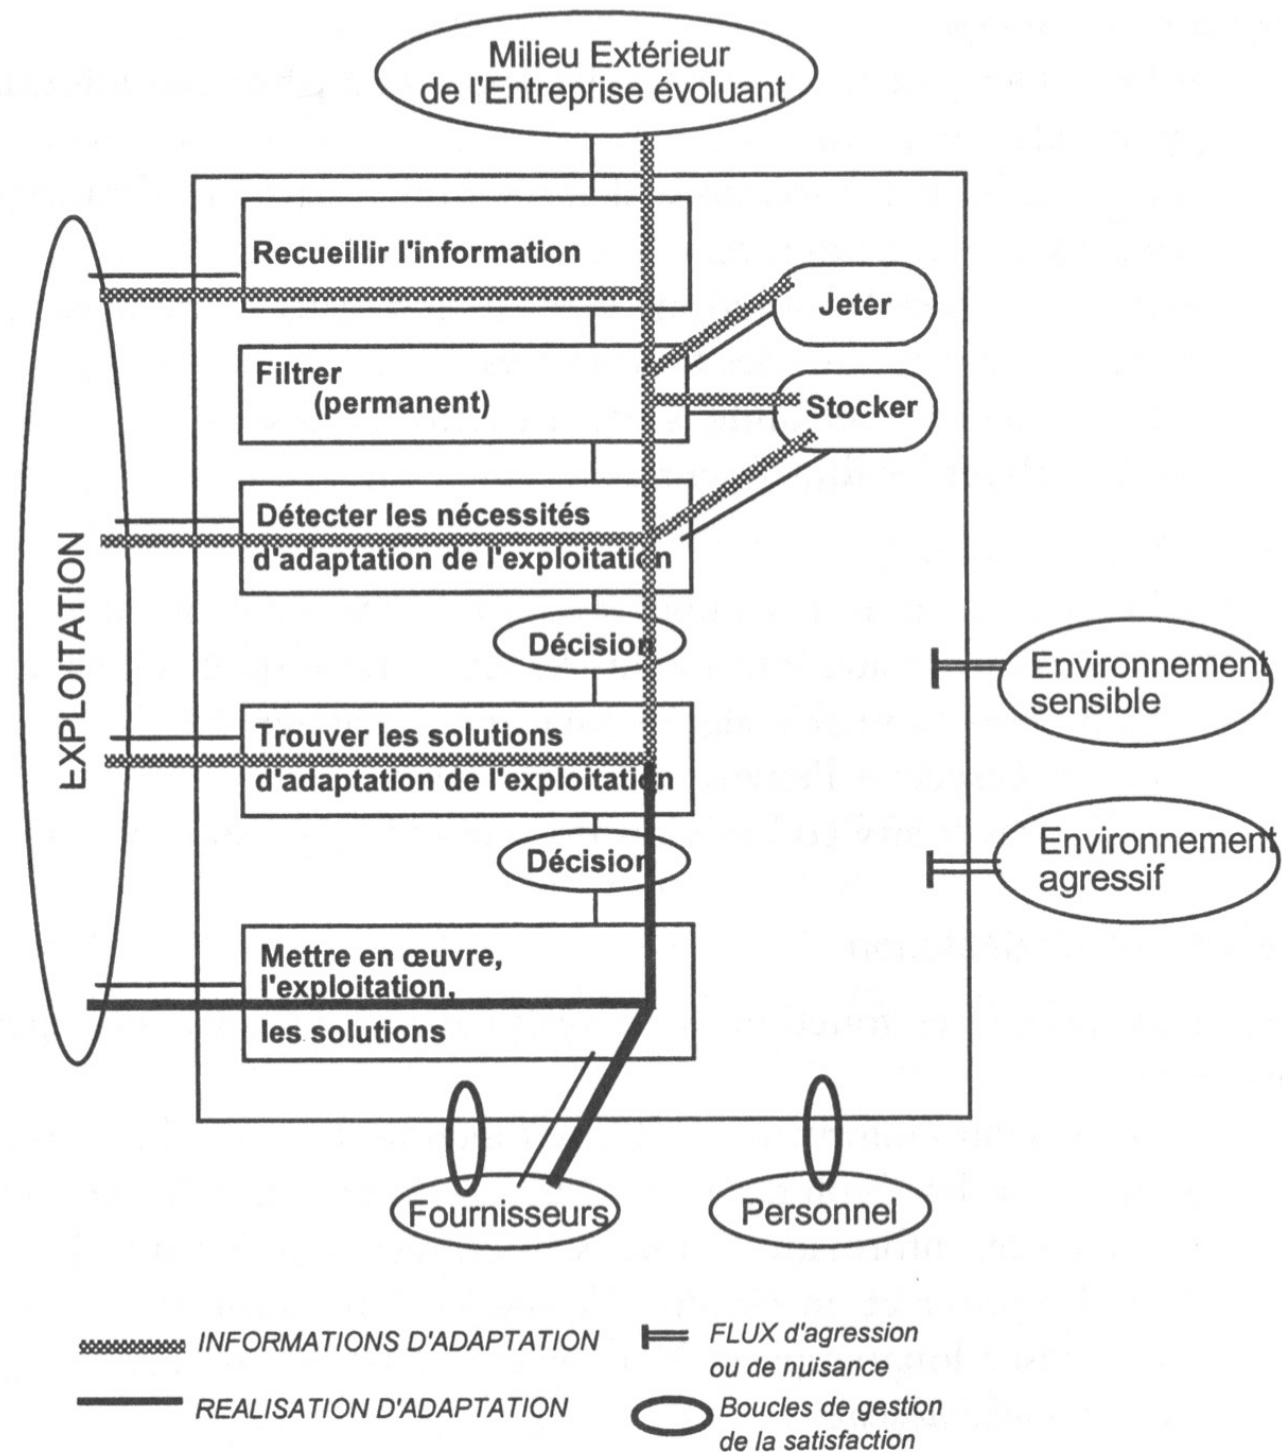 Milieu Extérieur
de l'Entreprise évoluant
Recueillir l'information
Jeter
Filtrer
(permanent)
Stocker
Détecter les nécessités
d'adaptation de l'exploitation
EXPLOITATION
Décision
Environnement
sensible
Trouver les solutions
d'adaptation de l'exploitation
Décision
Environnement
agressif
Mettre en œuvre,
l'exploitation,
les solutions
Fournisseurs
Personnel
INFORMATIONS D'ADAPTATION
FLUX d'agression
ou de nuisance
REALISATION D'ADAPTATION
Boucles de gestion
de la satisfaction